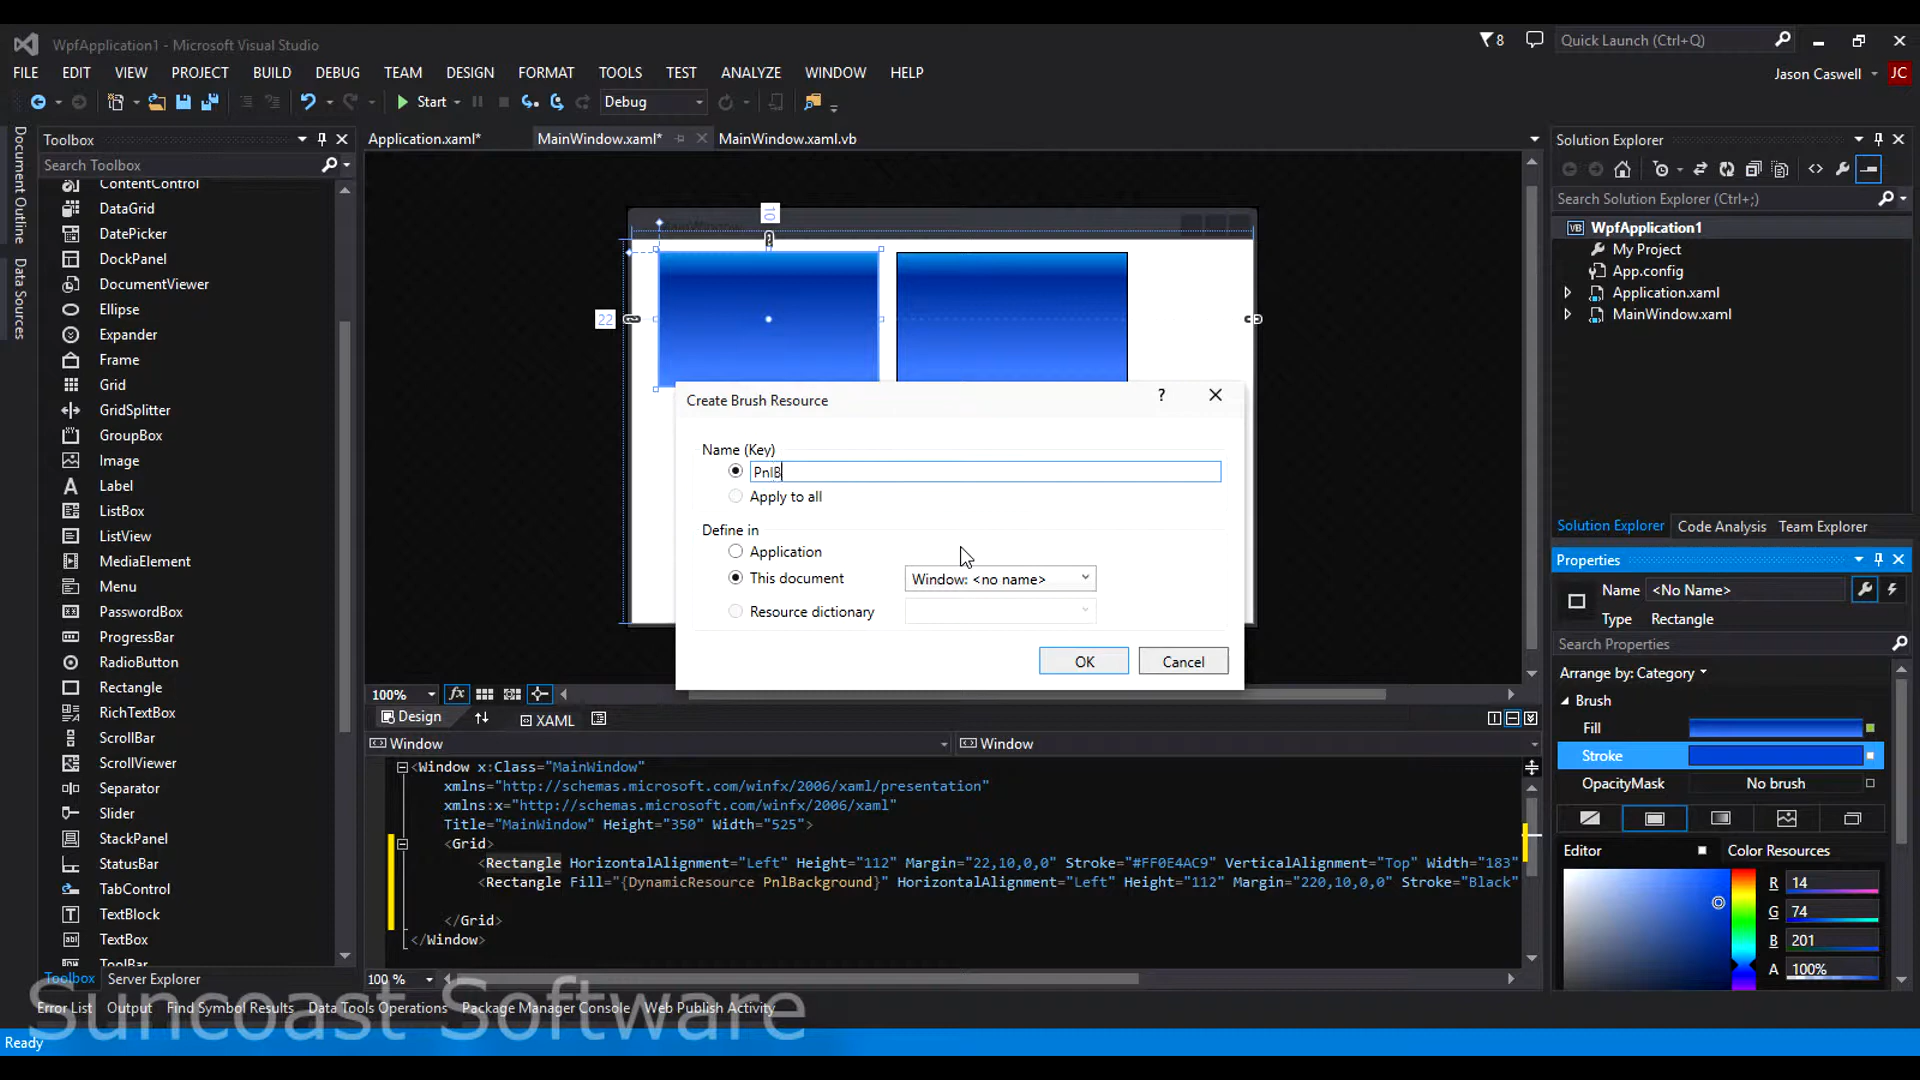 WpfApplication1 - Microsoft Visual Studio
8
Quick Launch (Ctrl+Q)
FILE EDIT VIEW PROJECT BUILD DEBUG TEAM DESIGN FORMAT TOOLS TEST ANALYZE WINDOW HELP
Jason Caswell JC
Start Debug
Document Outline
Data Sources
Toolbox
Search Toolbox
ContentControl
DataGrid
DatePicker
DockPanel
DocumentViewer
Ellipse
Expander
Frame
Grid
GridSplitter
GroupBox
Image
Label
ListBox
ListView
MediaElement
Menu
PasswordBox
ProgressBar
RadioButton
Rectangle
RichTextBox
ScrollBar
ScrollViewer
Separator
Slider
StackPanel
StatusBar
TabControl
TextBlock
TextBox
ToolBar
Toolbox Server Explorer
Application.xaml* MainWindow.xaml* MainWindow.xaml.vb
10
22
Create Brush Resource
?
Name (Key)
PnlB
Apply to all
Define in
Application
This document Window: <no name>
Resource dictionary
OK Cancel
100% fx
Design XAML
Window Window
<Window x:Class="MainWindow"
xmlns="http://schemas.microsoft.com/winfx/2006/xaml/presentation"
xmlns:x="http://schemas.microsoft.com/winfx/2006/xaml"
Title="MainWindow" Height="350" Width="525">
<Grid>
<Rectangle HorizontalAlignment="Left" Height="112" Margin="22,10,0,0" Stroke="#FF0E4AC9" VerticalAlignment="Top" Width="183"
<Rectangle Fill="{DynamicResource PnlBackground}" HorizontalAlignment="Left" Height="112" Margin="220,10,0,0" Stroke="Black"
</Grid>
</Window>
100 %
Solution Explorer
Search Solution Explorer (Ctrl+;)
VB WpfApplication1
My Project
App.config
Application.xaml
MainWindow.xaml
Solution Explorer Code Analysis Team Explorer
Properties
Name <No Name>
Type Rectangle
Search Properties
Arrange by: Category
Brush
Fill
Stroke
OpacityMask No brush
Editor Color Resources
R 14
G 74
B 201
A 100%
Error List Output Find Symbol Results Data Tools Operations Package Manager Console Web Publish Activity
Suncoast Software
Ready